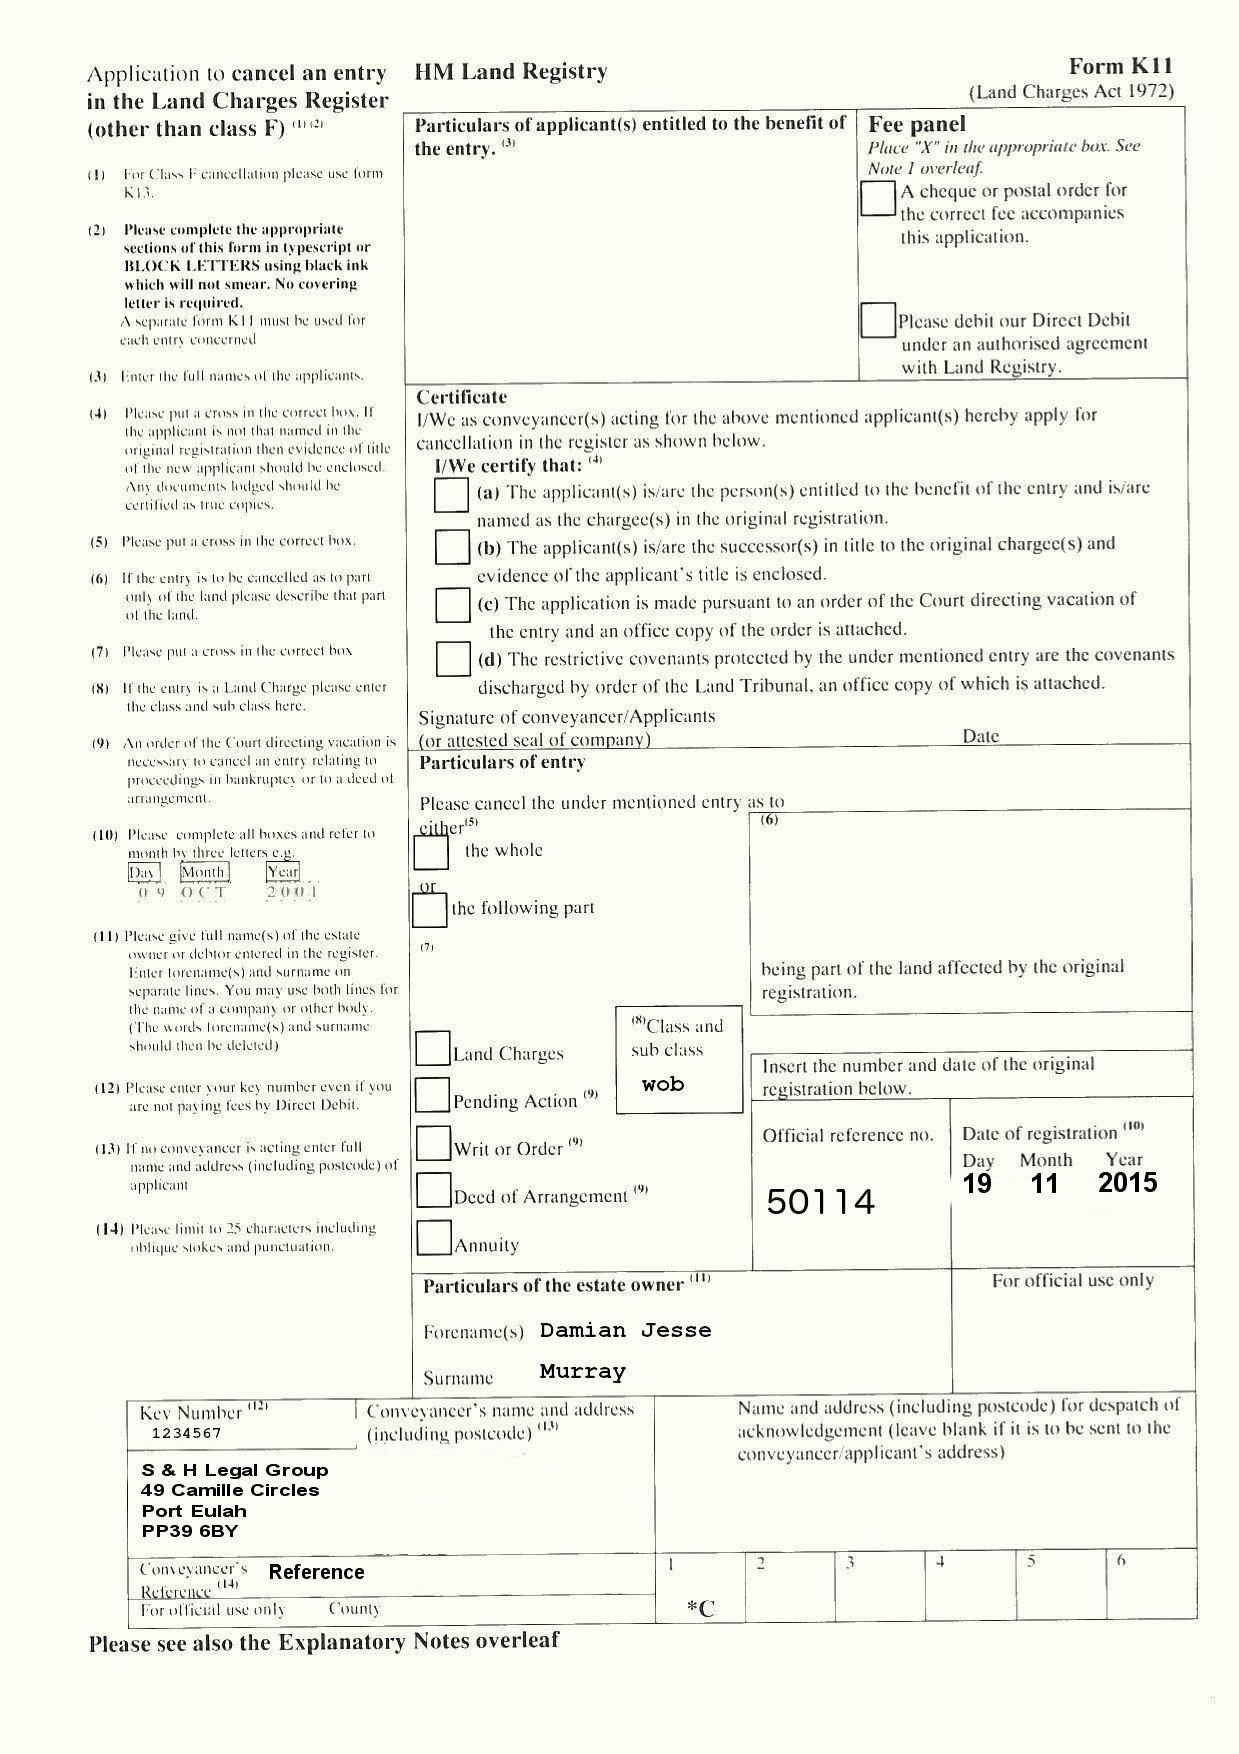 Application to cancel an entry
in the Land Charges Register
(other than class F) (1) (2)
HM Land Registry
Form K11
(Land Charges Act 1972)
(1) For Class F cancellation please use form
K13.
(2) Please complete the appropriate
sections of this form in typescript or
BLOCK LETTERS using black ink
which will not smear. No covering
letter is required.
A separate form K11 must be used for
each entry concerned
(3) Enter the full names of the applicants.
(4) Please put a cross in the correct box. If
the applicant is not that named in the
original registration then evidence of title
of the new applicant should be enclosed.
Any documents lodged should be
certified as true copies.
(5) Please put a cross in the correct box.
(6) If the entry is to be cancelled as to part
only of the land please describe that part
of the land.
(7) Please put a cross in the correct box
(8) If the entry is a Land Charge please enter
the class and sub class here.
(9) An order of the Court directing vacation is
necessary to cancel an entry relating to
proceedings in bankruptcy or to a deed of
arrangement.
(10) Please complete all boxes and refer to
month by three letters e.g.
Day Month Year
09 OCT 2001
(11) Please give full name(s) of the estate
owner or debtor entered in the register.
Enter forename(s) and surname on
separate lines. You may use both lines for
the name of a company or other body.
(The words forename(s) and surname
should then be deleted)
(12) Please enter your key number even if you
are not paying fees by Direct Debit.
(13) If no conveyancer is acting enter full
name and address (including postcode) of
applicant
(14) Please limit to 25 characters including
oblique stokes and punctuation.
Particulars of applicant(s) entitled to the benefit of
the entry. (3)
Fee panel
Place "X" in the appropriate box. See
Note 1 overleaf.
A cheque or postal order for
the correct fee accompanies
this application.
Please debit our Direct Debit
under an authorised agreement
with Land Registry.
Certificate
I/We as conveyancer(s) acting for the above mentioned applicant(s) hereby apply for
cancellation in the register as shown below.
I/We certify that: (4)
(a) The applicant(s) is/are the person(s) entitled to the benefit of the entry and is/are
named as the chargee(s) in the original registration.
(b) The applicant(s) is/are the successor(s) in title to the original chargee(s) and
evidence of the applicant's title is enclosed.
(c) The application is made pursuant to an order of the Court directing vacation of
the entry and an office copy of the order is attached.
(d) The restrictive covenants protected by the under mentioned entry are the covenants
discharged by order of the Land Tribunal, an office copy of which is attached.
Signature of conveyancer/Applicants
(or attested seal of company) Date
Particulars of entry
Please cancel the under mentioned entry as to
either(5)
the whole
or
the following part
(6)
being part of the land affected by the original
registration.
(7)
Land Charges
Pending Action (9)
Writ or Order (9)
Deed of Arrangement (9)
Annuity
(8)Class and
sub class
wob
Insert the number and date of the original
registration below.
Official reference no.
50114
Date of registration (10)
Day Month Year
19 11 2015
Particulars of the estate owner (11)
Forename(s) Damian Jesse
Surname Murray
For official use only
Key Number (12)
1234567
Conveyancer's name and address
(including postcode) (13)
S & H Legal Group
49 Camille Circles
Port Eulah
PP39 6BY
Name and address (including postcode) for despatch of
acknowledgement (leave blank if it is to be sent to the
conveyancer/applicant's address)
Conveyancer's Reference
Reference (14)
For official use only County
1 2 3 4 5 6
*C
Please see also the Explanatory Notes overleaf